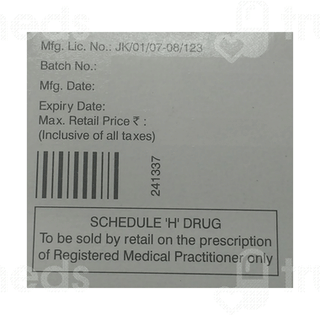 Mfg. Lic. No.: JK/01/07-08/123
Batch No.:
Mfg. Date:
Expiry Date:
Max. Retail Price ₹ :
(Inclusive of all taxes)
241337
SCHEDULE 'H' DRUG
To be sold by retail on the prescription
of Registered Medical Practitioner only